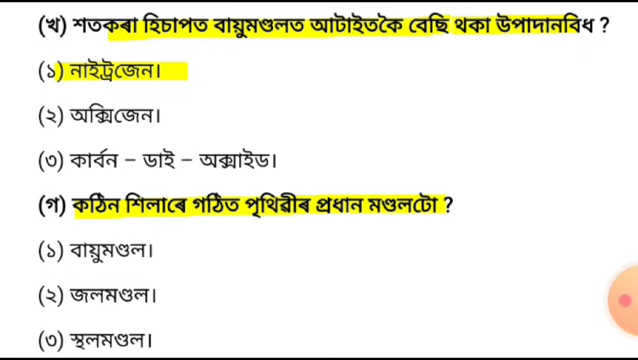 (খ) শতকৰা হিচাপত বায়ুমণ্ডলত আটাইতকৈ বেছি থকা উপাদানবিধ ?
(১) নাইট্ৰজেন।
(২) অক্সিজেন।
(৩) কাৰ্বন – ডাই – অক্সাইড।
(গ) কঠিন শিলাৰে গঠিত পৃথিৱীৰ প্ৰধান মণ্ডলটো ?
(১) বায়ুমণ্ডল।
(২) জলমণ্ডল।
(৩) স্থলমণ্ডল।